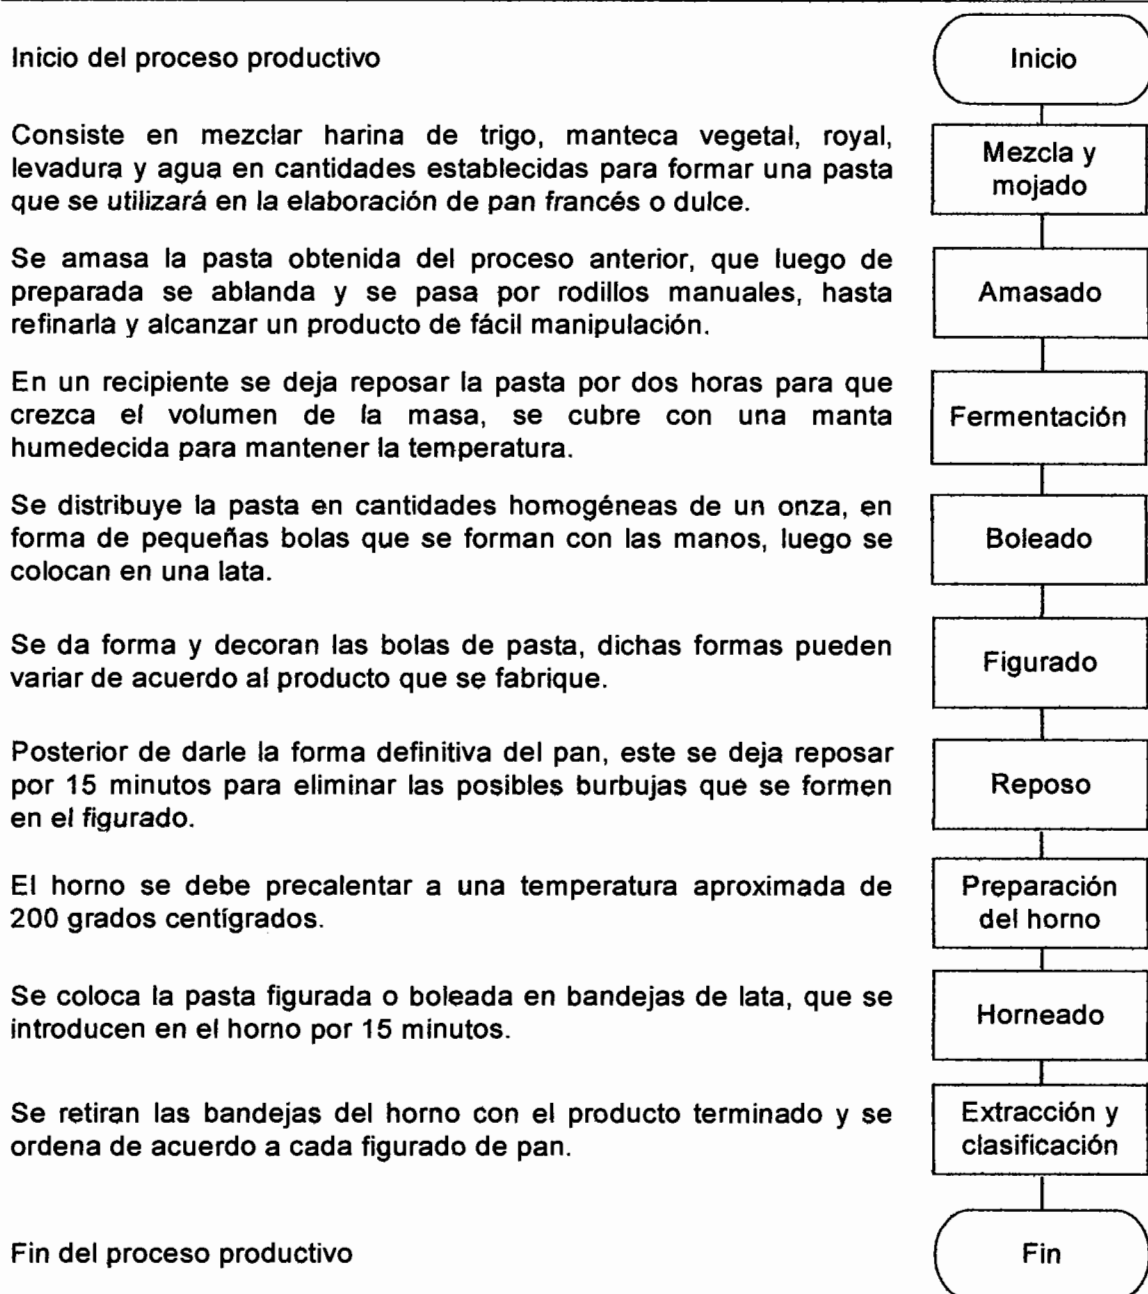 Inicio del proceso productivo
Inicio
Consiste en mezclar harina de trigo, manteca vegetal, royal,
levadura y agua en cantidades establecidas para formar una pasta
que se utilizará en la elaboración de pan francés o dulce.
Mezcla y
mojado
Se amasa la pasta obtenida del proceso anterior, que luego de
preparada se ablanda y se pasa por rodillos manuales, hasta
refinarla y alcanzar un producto de fácil manipulación.
Amasado
En un recipiente se deja reposar la pasta por dos horas para que
crezca el volumen de la masa, se cubre con una manta
humedecida para mantener la temperatura.
Fermentación
Se distribuye la pasta en cantidades homogéneas de un onza, en
forma de pequeñas bolas que se forman con las manos, luego se
colocan en una lata.
Boleado
Se da forma y decoran las bolas de pasta, dichas formas pueden
variar de acuerdo al producto que se fabrique.
Figurado
Posterior de darle la forma definitiva del pan, este se deja reposar
por 15 minutos para eliminar las posibles burbujas que se formen
en el figurado.
Reposo
El horno se debe precalentar a una temperatura aproximada de
200 grados centígrados.
Preparación
del horno
Se coloca la pasta figurada o boleada en bandejas de lata, que se
introducen en el horno por 15 minutos.
Horneado
Se retiran las bandejas del horno con el producto terminado y se
ordena de acuerdo a cada figurado de pan.
Extracción y
clasificación
Fin del proceso productivo
Fin